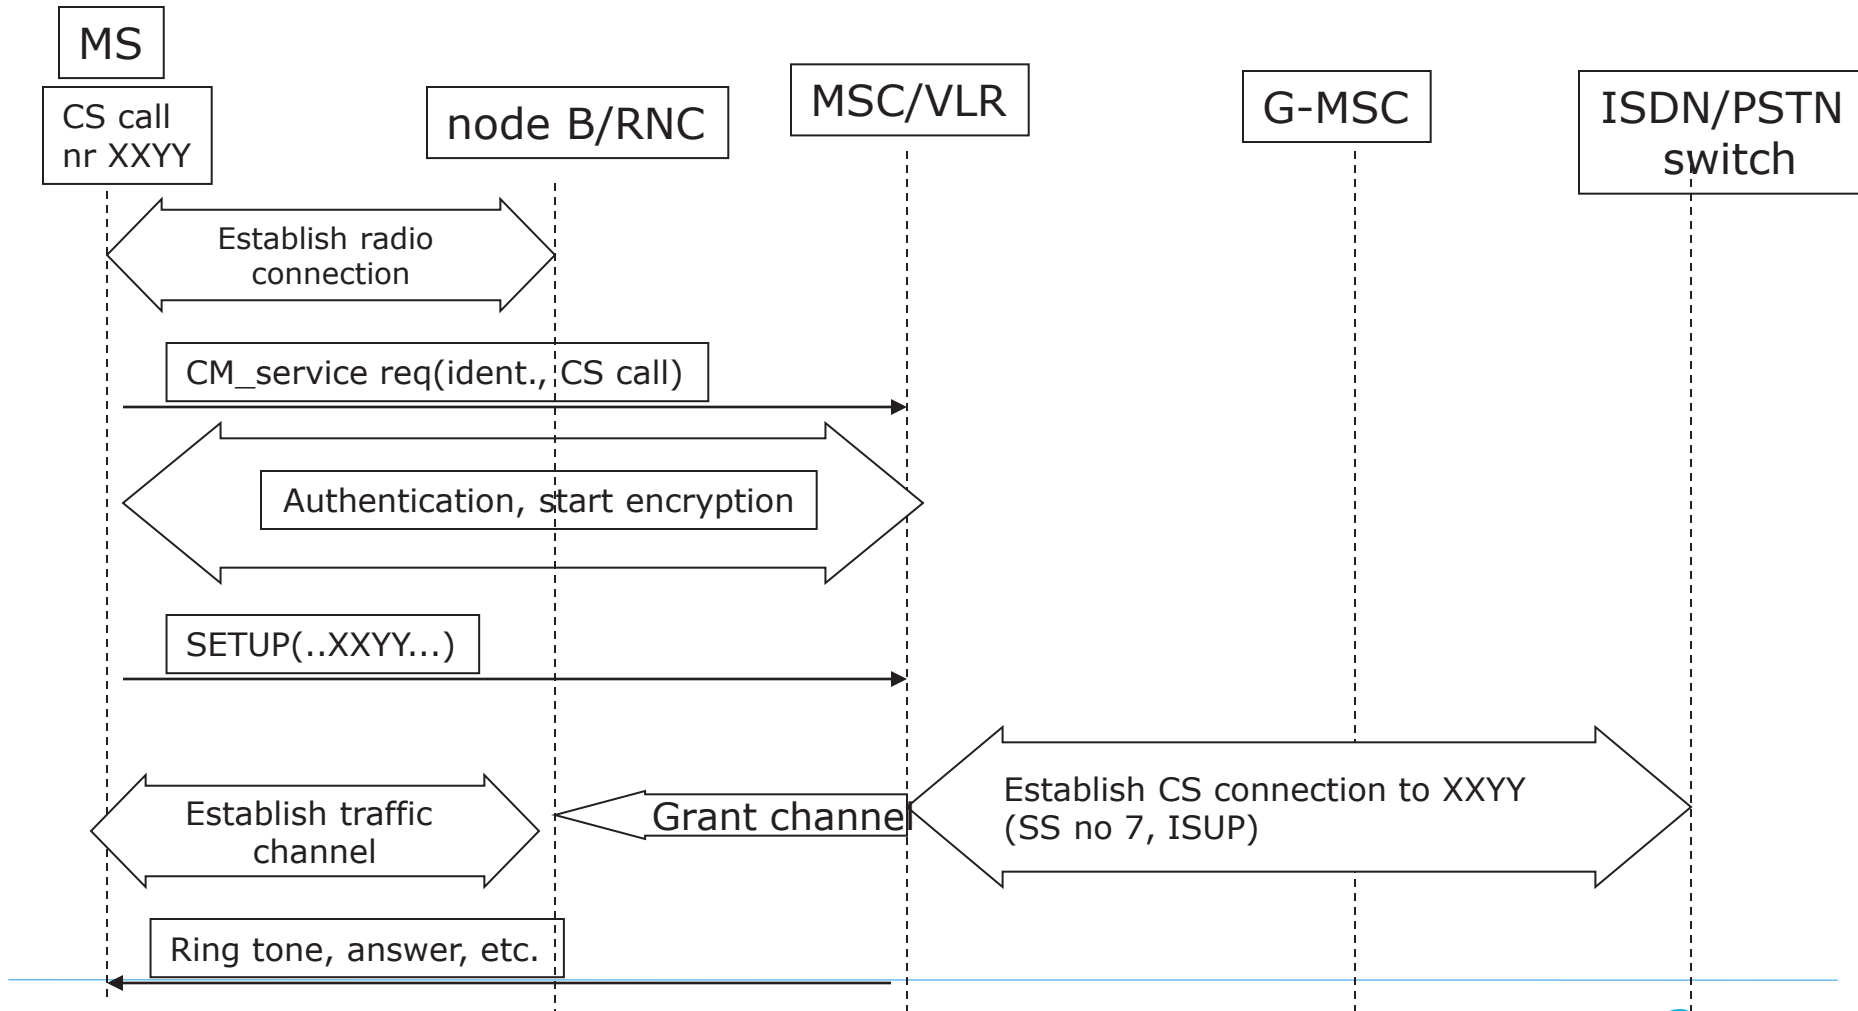 MS
CS call
nr XXYY
node B/RNC
MSC/VLR
G-MSC
ISDN/PSTN
switch
Establish radio
connection
CM_service req(ident., CS call)
Authentication, start encryption
SETUP(..XXYY...)
Establish traffic
channel
Grant channel
Establish CS connection to XXYY
(SS no 7, ISUP)
Ring tone, answer, etc.